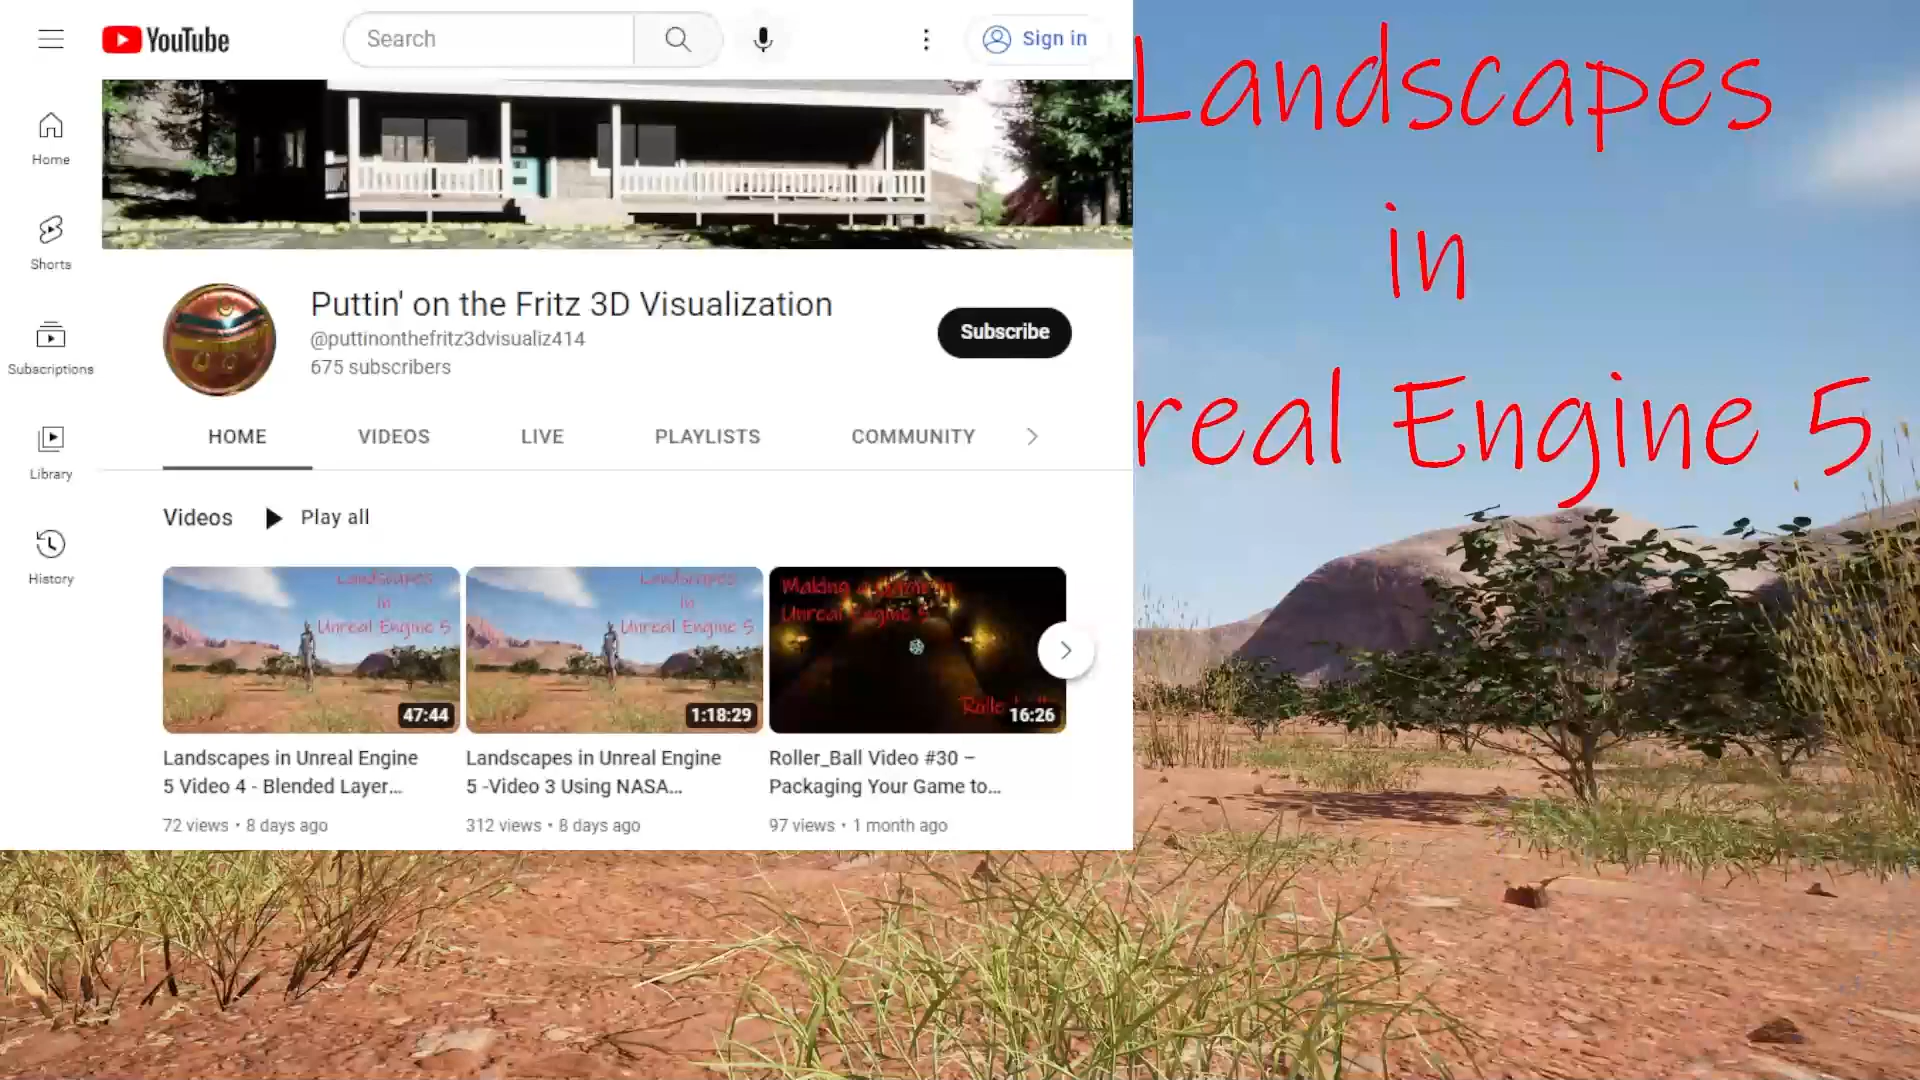 YouTube
Search
Sign in
Home
Shorts
Subscriptions
Library
History
Puttin' on the Fritz 3D Visualization
@puttinonthefritz3dvisualiz414
675 subscribers
Subscribe
HOME
VIDEOS
LIVE
PLAYLISTS
COMMUNITY
Videos
Play all
Landscapes
in
Unreal Engine 5
47:44
Landscapes
in
Unreal Engine 5
1:18:29
Making a
Unreal Engine 5
16:26
Landscapes in Unreal Engine
5 Video 4 - Blended Layer...
72 views • 8 days ago
Landscapes in Unreal Engine
5 -Video 3 Using NASA...
312 views • 8 days ago
Roller_Ball Video #30 –
Packaging Your Game to...
97 views • 1 month ago
Landscapes
in
real Engine 5